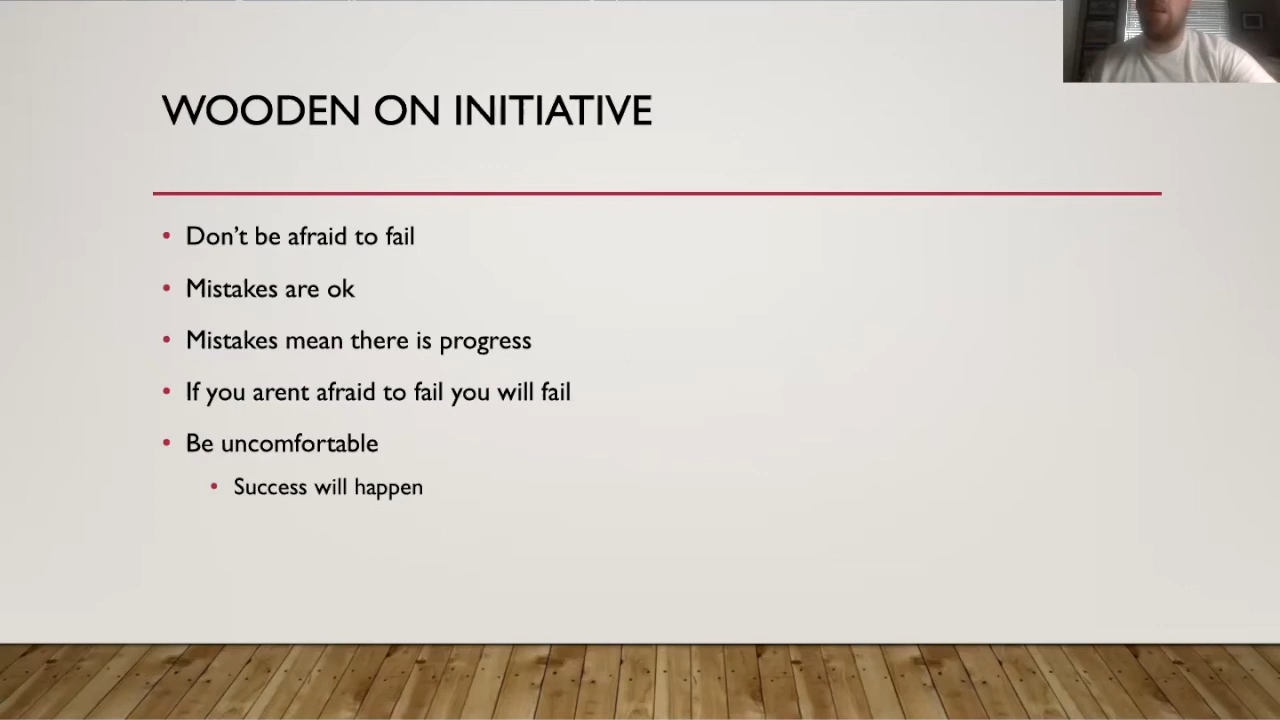 WOODEN ON INITIATIVE
• Don’t be afraid to fail
• Mistakes are ok
• Mistakes mean there is progress
• If you arent afraid to fail you will fail
• Be uncomfortable
• Success will happen